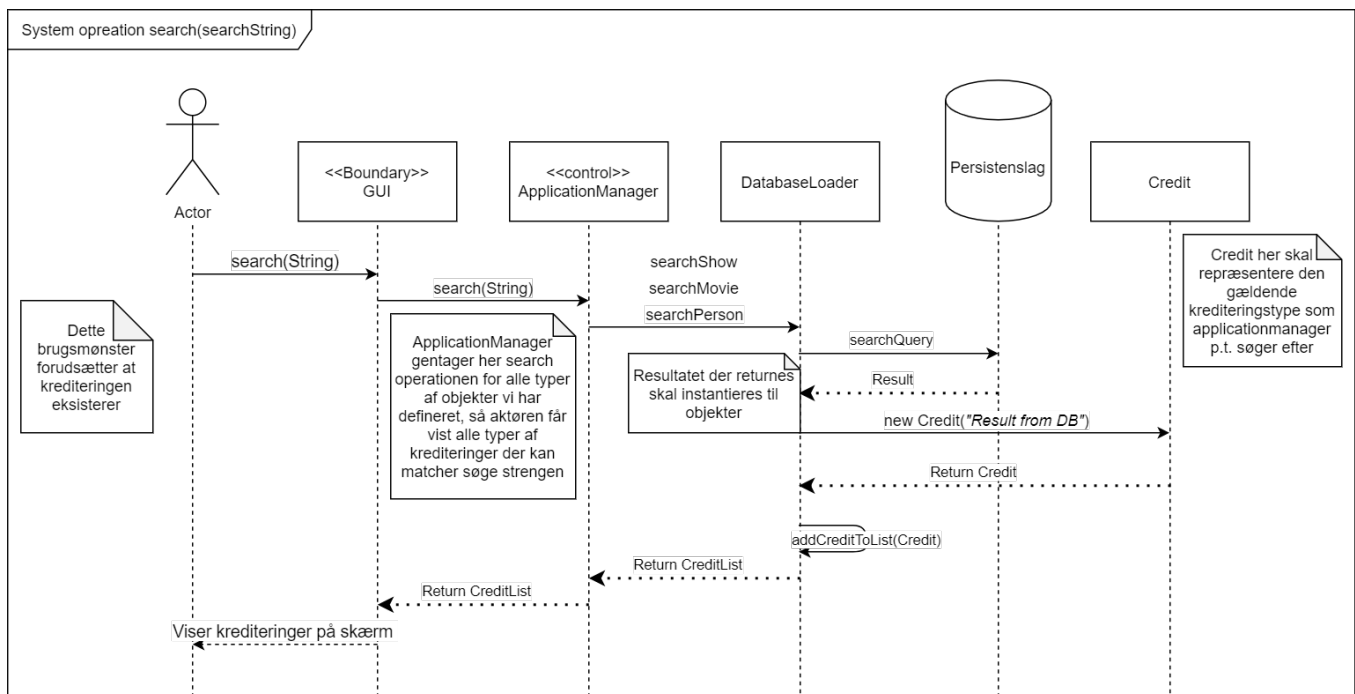 System opreation search(searchString)
Actor
<<Boundary>>
GUI
<<control>>
ApplicationManager
DatabaseLoader
Persistenslag
Credit
search(String)
search(String)
searchShow
searchMovie
searchPerson
searchQuery
Result
new Credit("Result from DB")
Return Credit
addCreditToList(Credit)
Return CreditList
Return CreditList
Viser krediteringer på skærm
Dette
brugsmønster
forudsætter at
krediteringen
eksisterer
ApplicationManager
gentager her search
operationen for alle typer
af objekter vi har
defineret, så aktøren får
vist alle typer af
krediteringer der kan
matcher søge strengen
Resultatet der returnes
skal instantieres til
objekter
Credit her skal
repræsentere den
gældende
krediteringstype som
applicationmanager
p.t. søger efter